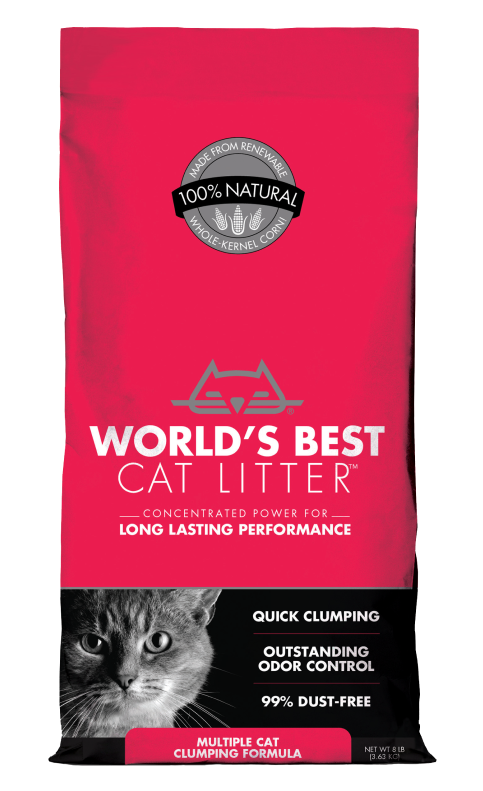 MADE FROM RENEWABLE
100% NATURAL
WHOLE-KERNEL CORN
®
WORLD'S BEST
CAT LITTER™
CONCENTRATED POWER FOR
LONG LASTING PERFORMANCE
QUICK CLUMPING
OUTSTANDING
ODOR CONTROL
99% DUST-FREE
MULTIPLE CAT
CLUMPING FORMULA
NET WT 8 LB
(3.63 KG)